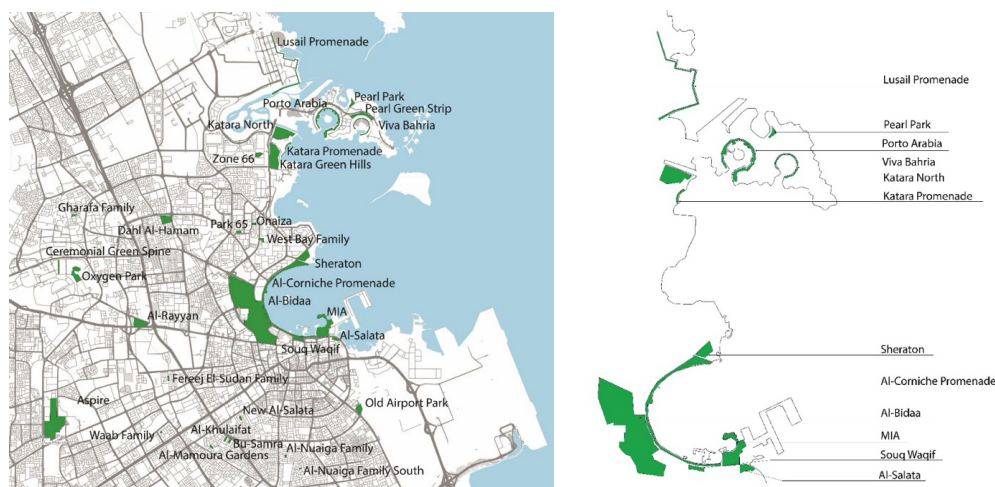 Lusail Promenade
Porto Arabia
Pearl Park
Pearl Green Strip
Katara North
Viva Bahria
Zone 66
Katara Promenade
Katara Green Hills
Gharafa Family
Dahl Al-Hamam
Park 65
Onaiza
West Bay Family
Ceremonial Green Spine
Sheraton
Oxygen Park
Al-Corniche Promenade
Al-Bidaa
Al-Rayyan
MIA
Al-Salata
Souq Waqif
Fereej El-Sudan Family
Aspire
Old Airport Park
New Al-Salata
Waab Family
Al-Khulaifat
Bu-Samra
Al-Nuaiga Family
Al-Mamoura Gardens
Al-Nuaiga Family South
Lusail Promenade
Pearl Park
Porto Arabia
Viva Bahria
Katara North
Katara Promenade
Sheraton
Al-Corniche Promenade
Al-Bidaa
MIA
Souq Waqif
Al-Salata